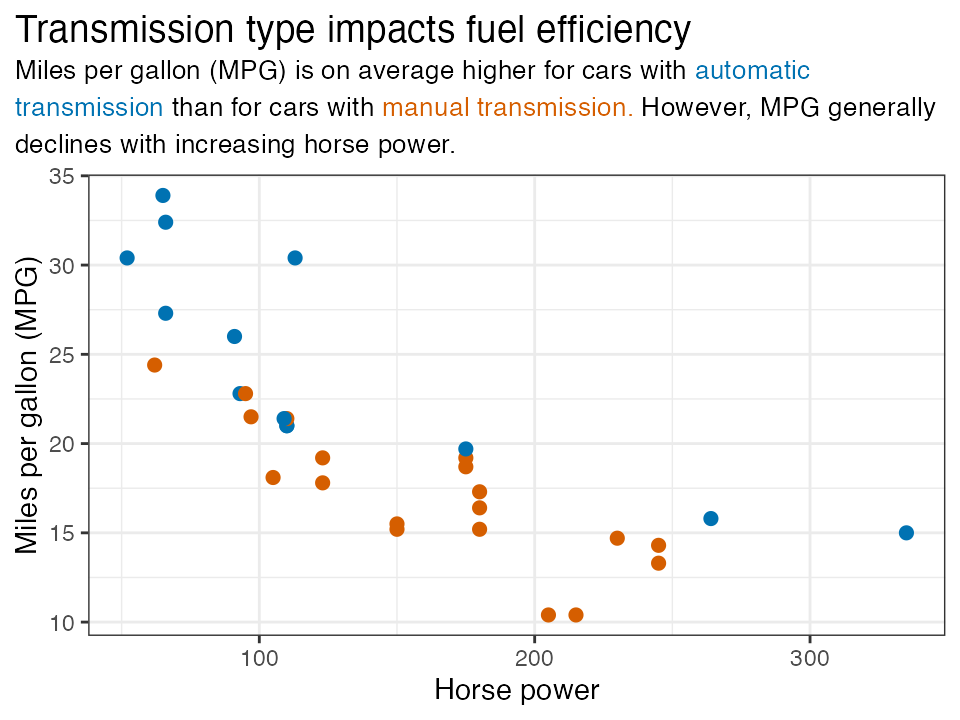 Transmission type impacts fuel efficiency
Miles per gallon (MPG) is on average higher for cars with automatic
transmission than for cars with manual transmission. However, MPG generally
declines with increasing horse power.
35
30
25
20
15
10
Miles per gallon (MPG)
100 200 300
Horse power